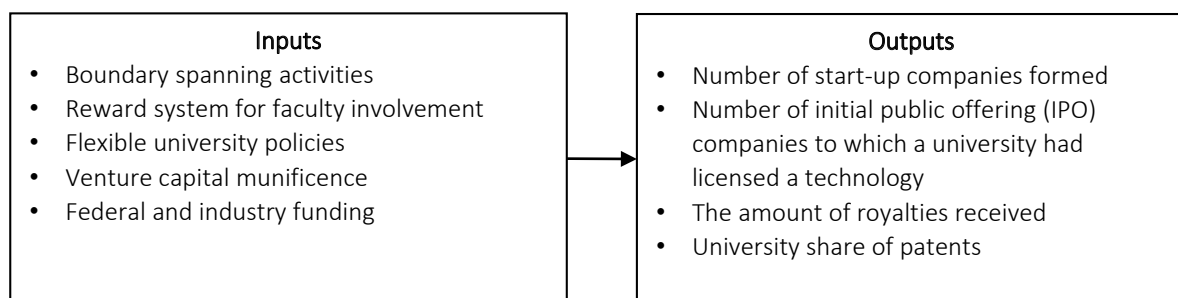 Inputs
• Boundary spanning activities
• Reward system for faculty involvement
• Flexible university policies
• Venture capital munificence
• Federal and industry funding
Outputs
• Number of start-up companies formed
• Number of initial public offering (IPO)
companies to which a university had
licensed a technology
• The amount of royalties received
• University share of patents